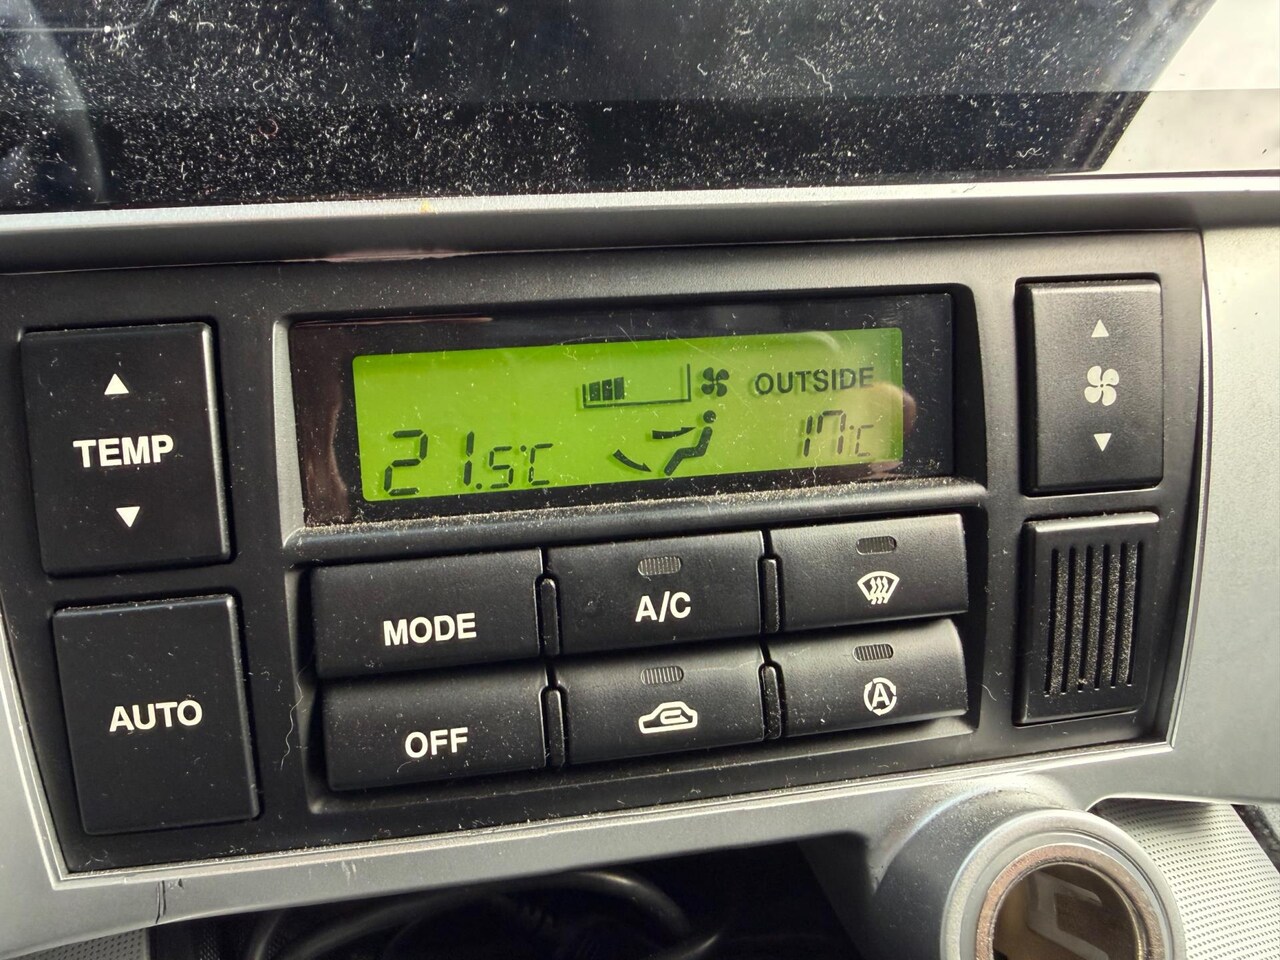 OUTSIDE
21.5°C
17°C
TEMP
AUTO
MODE
A/C
OFF
A